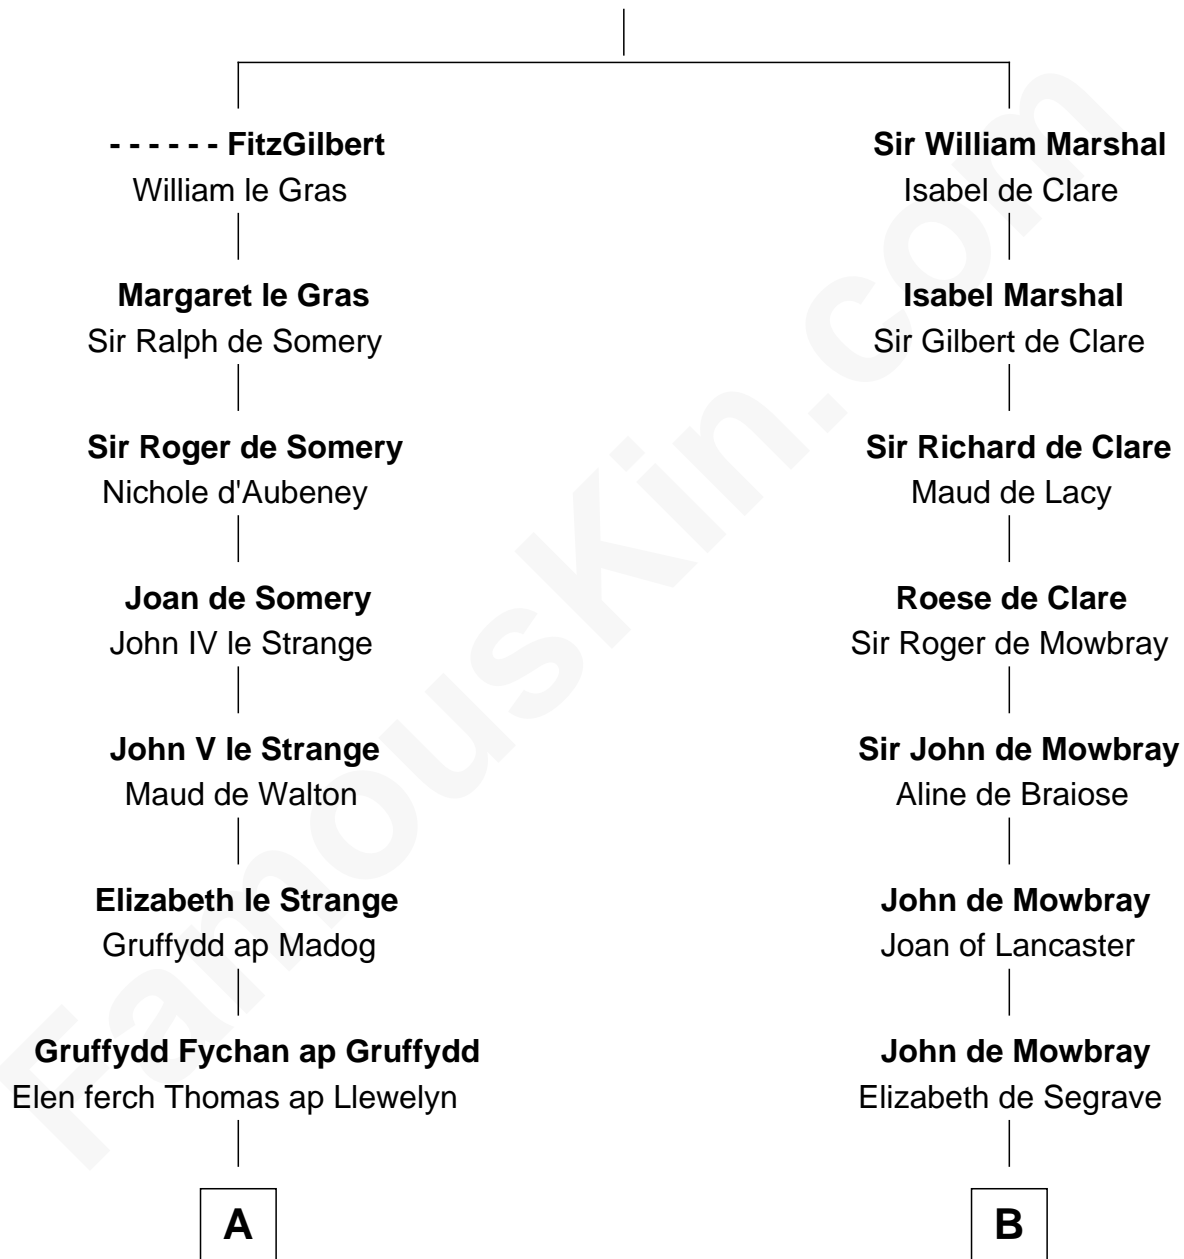 - - - - - - FitzGilbert
William le Gras
Margaret le Gras
Sir Ralph de Somery
Sir Roger de Somery
Nichole d'Aubeney
Joan de Somery
John IV le Strange
John V le Strange
Maud de Walton
Elizabeth le Strange
Gruffydd ap Madog
Gruffydd Fychan ap Gruffydd
Elen ferch Thomas ap Llewelyn
A
Sir William Marshal
Isabel de Clare
Isabel Marshal
Sir Gilbert de Clare
Sir Richard de Clare
Maud de Lacy
Roese de Clare
Sir Roger de Mowbray
Sir John de Mowbray
Aline de Braiose
John de Mowbray
Joan of Lancaster
John de Mowbray
Elizabeth de Segrave
B
FamousKin.com